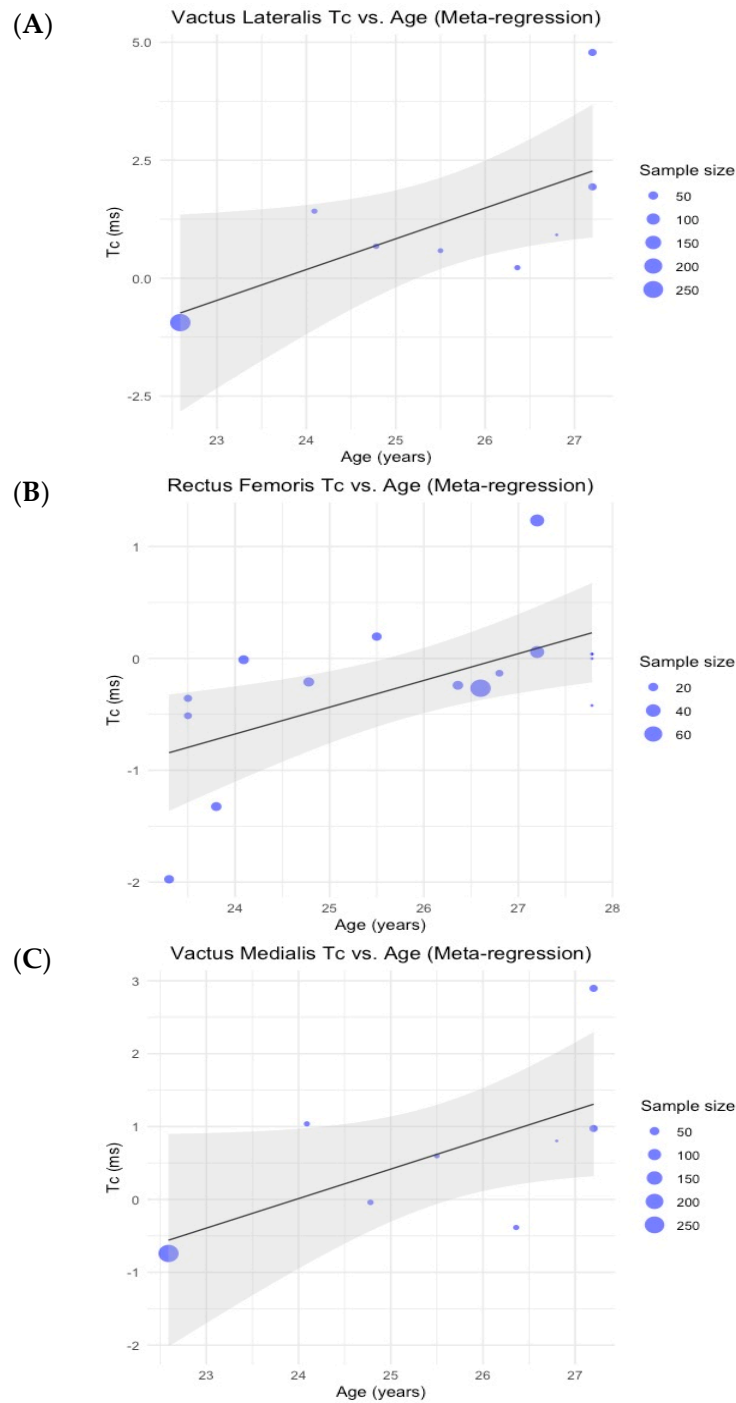 (A)
Vactus Lateralis Tc vs. Age (Meta-regression)
5.0
2.5
0.0
-2.5
Tc (ms)
23 24 25 26 27
Age (years)
Sample size
50
100
150
200
250
(B)
Rectus Femoris Tc vs. Age (Meta-regression)
1
0
-1
-2
Tc (ms)
24 25 26 27 28
Age (years)
Sample size
20
40
60
(C)
Vactus Medialis Tc vs. Age (Meta-regression)
3
2
1
0
-1
-2
Tc (ms)
23 24 25 26 27
Age (years)
Sample size
50
100
150
200
250